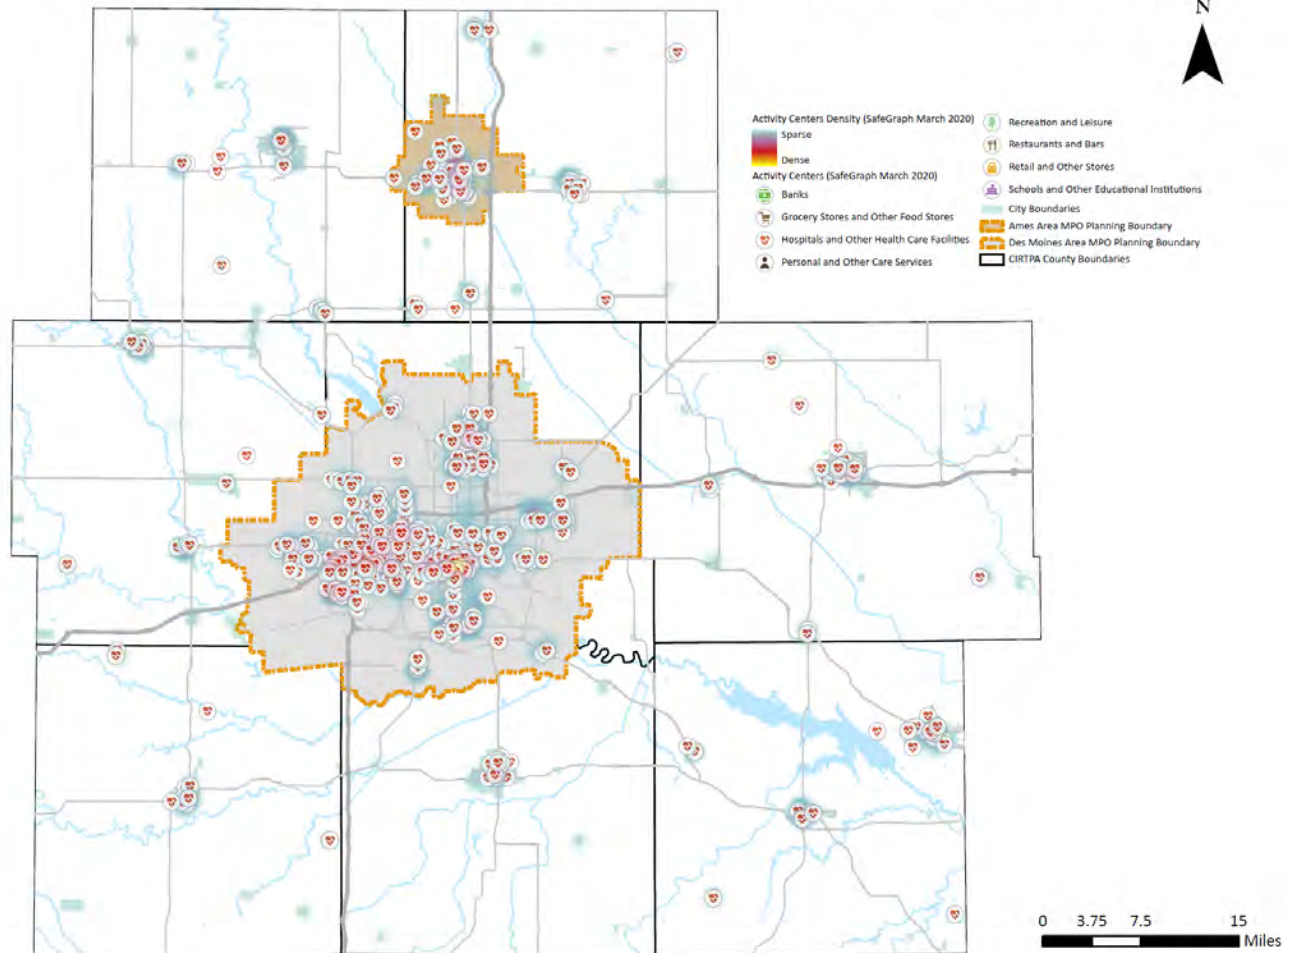 N
Activity Centers Density (SafeGraph March 2020)
Sparse
Dense
Activity Centers (SafeGraph March 2020)
Banks
Grocery Stores and Other Food Stores
Hospitals and Other Health Care Facilities
Personal and Other Care Services
Recreation and Leisure
Restaurants and Bars
Retail and Other Stores
Schools and Other Educational Institutions
City Boundaries
Ames Area MPO Planning Boundary
Des Moines Area MPO Planning Boundary
CIRTPA County Boundaries
0 3.75 7.5 15
Miles